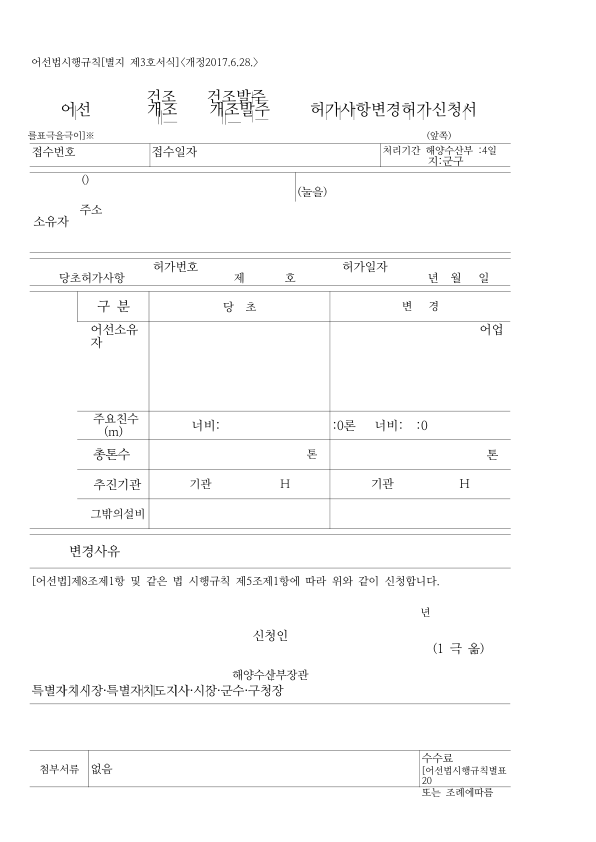 어선법시행규칙[별지 제3호서식]<개정2017.6.28.>
건조 건조발주
어선 개조 개조발주 허가사항변경허가신청서
률표극을극이]※ (앞쪽)
접수번호 접수일자 처리기간 해양수산부 :4일
지:군구
() (눌을)
주소
소유자
허가번호 허가일자
당초허가사항 제 호 년 월 일
구 분 당 초 변 경
어선소유 어업
자
주요친수 너비: :0론 너비: :0
(m)
총톤수 톤 톤
추진기관 기관 H 기관 H
그밖의설비
변경사유
[어선법]제8조제1항 및 같은 법 시행규칙 제5조제1항에 따라 위와 같이 신청합니다.
년
신청인
(1 극 옮)
해양수산부장관
특별자치시장·특별자치도지사·시장·군수·구청장
수수료
첨부서류 없음 [어선법시행규칙별표
20
또는 조례에따름